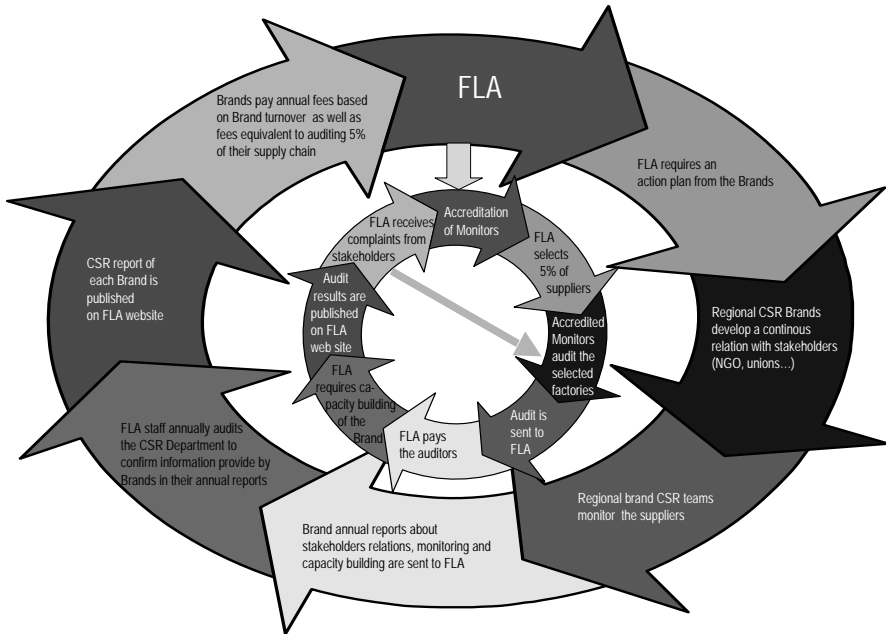 FLA
Brands pay annual fees based
on Brand turnover as well as
fees equivalent to auditing 5%
of their supply chain
FLA requires an
action plan from the Brands
Regional CSR Brands
develop a continous
relation with stakeholders
(NGO, unions...)
Regional brand CSR teams
monitor the suppliers
Brand annual reports about
stakeholders relations, monitoring and
capacity building are sent to FLA
FLA staff annually audits
the CSR Department to
confirm information provide by
Brands in their annual reports
CSR report of
each Brand is
published
on FLA website
Accreditation
of Monitors
FLA
selects
5% of
suppliers
Accredited
Monitors
audit the
selected
factories
Audit is
sent to
FLA
FLA pays
the auditors
FLA
requires ca-
pacity building
of the
Brand
Audit
results are
published
on FLA
web site
FLA receives
complaints from
stakeholders